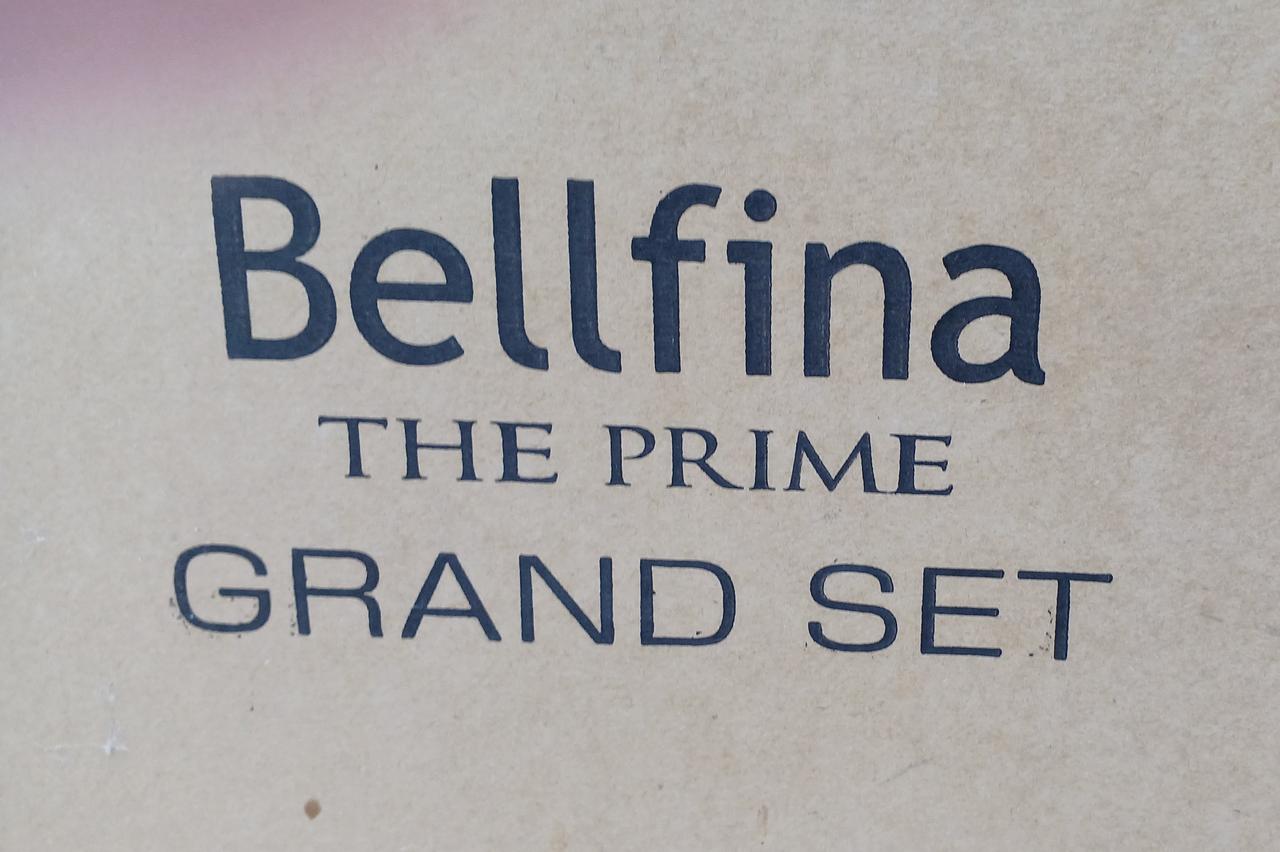 Bellfina
THE PRIME
GRAND SET